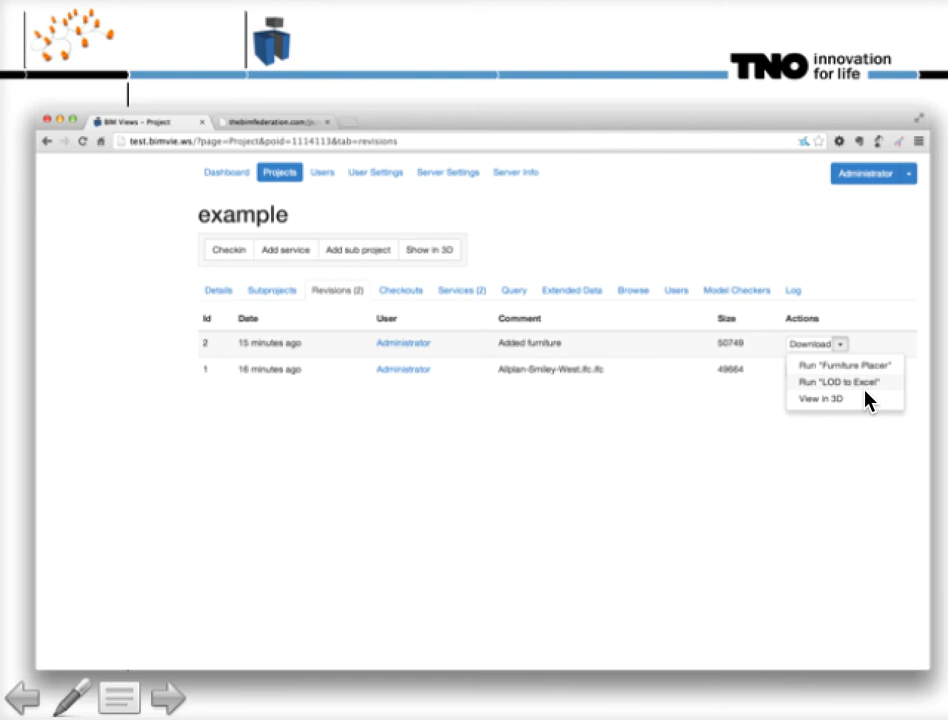 TNO innovation
for life
BIM Views - Project
thebimfederation.com
test.bimvie.ws/?page=Project&poid=1114113&tab=revisions
Dashboard Projects Users User Settings Server Settings Server Info Administrator
example
Checkin Add service Add sub project Show in 3D
Details Subprojects Revisions (2) Checkouts Services (2) Query Extended Data Browse Users Model Checkers Log
Id Date User Comment Size Actions
2 15 minutes ago Administrator Added furniture 50749 Download
Run "Furniture Placer"
1 16 minutes ago Administrator Allplan-Smiley-West.ifc.ifc 49664
Run "LOD to Excel"
View in 3D